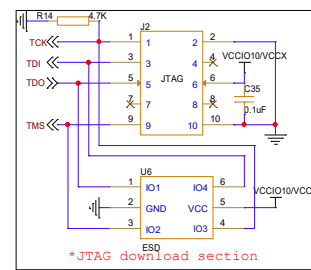 R14 4.7K
J2
TCK 1 1 2 2
VCCIO10/VCCX
TDI 3 3 4 4
JTAG
TDO 5 5 6 6
C35
7 7 8 8
0.1uF
TMS 9 9 10 10
U6
1 IO1 IO4 6
VCCIO10/VCC
2 GND VCC 5
3 IO2 IO3 4
ESD
*JTAG download section